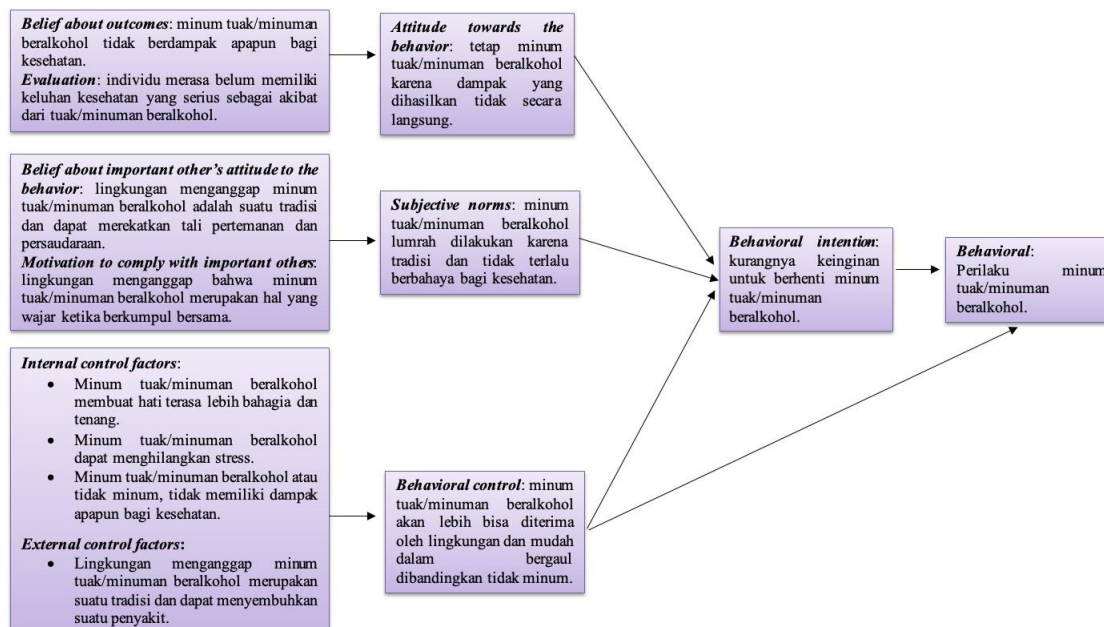 Belief about outcomes: minum tuak/minuman
beralkohol tidak berdampak apapun bagi
kesehatan.
Evaluation: individu merasa belum memiliki
keluhan kesehatan yang serius sebagai akibat
dari tuak/minuman beralkohol.
Attitude towards the
behavior: tetap minum
tuak/minuman beralkohol
karena dampak yang
dihasilkan tidak secara
langsung.
Belief about important other's attitude to the
behavior: lingkungan menganggap minum
tuak/minuman beralkohol adalah suatu tradisi
dan dapat merekatkan tali pertemanan dan
persaudaraan.
Motivation to comply with important others:
lingkungan menganggap bahwa minum
tuak/minuman beralkohol merupakan hal yang
wajar ketika berkumpul bersama.
Subjective norms: minum
tuak/minuman beralkohol
lumrah dilakukan karena
tradisi dan tidak terlalu
berbahaya bagi kesehatan.
Behavioral intention:
kurangnya keinginan
untuk berhenti minum
tuak/minuman
beralkohol.
Behavioral:
Perilaku minum
tuak/minuman
beralkohol.
Internal control factors:
• Minum tuak/minuman beralkohol
membuat hati terasa lebih bahagia dan
tenang.
• Minum tuak/minuman beralkohol
dapat menghilangkan stress.
• Minum tuak/minuman beralkohol atau
tidak minum, tidak memiliki dampak
apapun bagi kesehatan.
External control factors:
• Lingkungan menganggap minum
tuak/minuman beralkohol merupakan
suatu tradisi dan dapat menyembuhkan
suatu penyakit.
Behavioral control: minum
tuak/minuman beralkohol
akan lebih bisa diterima
oleh lingkungan dan mudah
dalam bergaul
dibandingkan tidak minum.